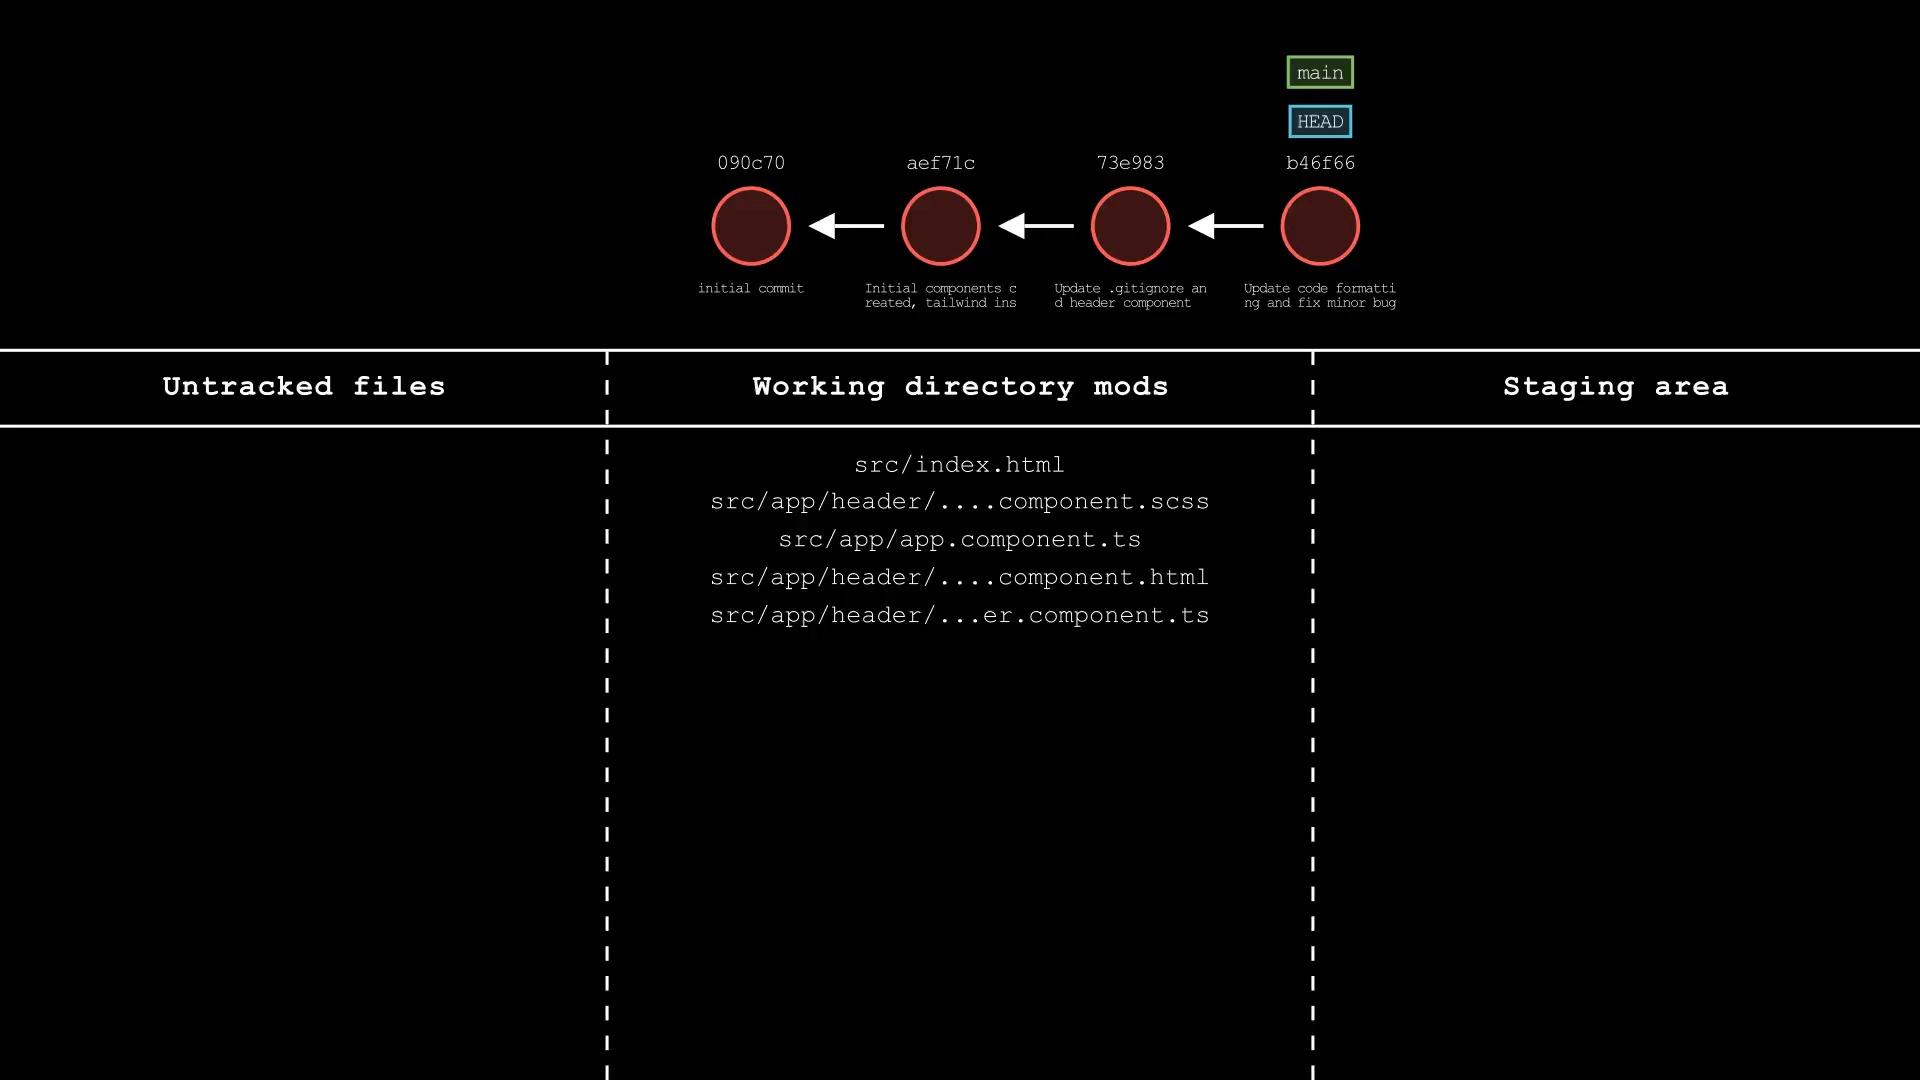 main
HEAD
090c70
aef71c
73e983
b46f66
initial commit
Initial components c
reated, tailwind ins
Update .gitignore an
d header component
Update code formatti
ng and fix minor bug
Untracked files
Working directory mods
Staging area
src/index.html
src/app/header/....component.scss
src/app/app.component.ts
src/app/header/....component.html
src/app/header/...er.component.ts